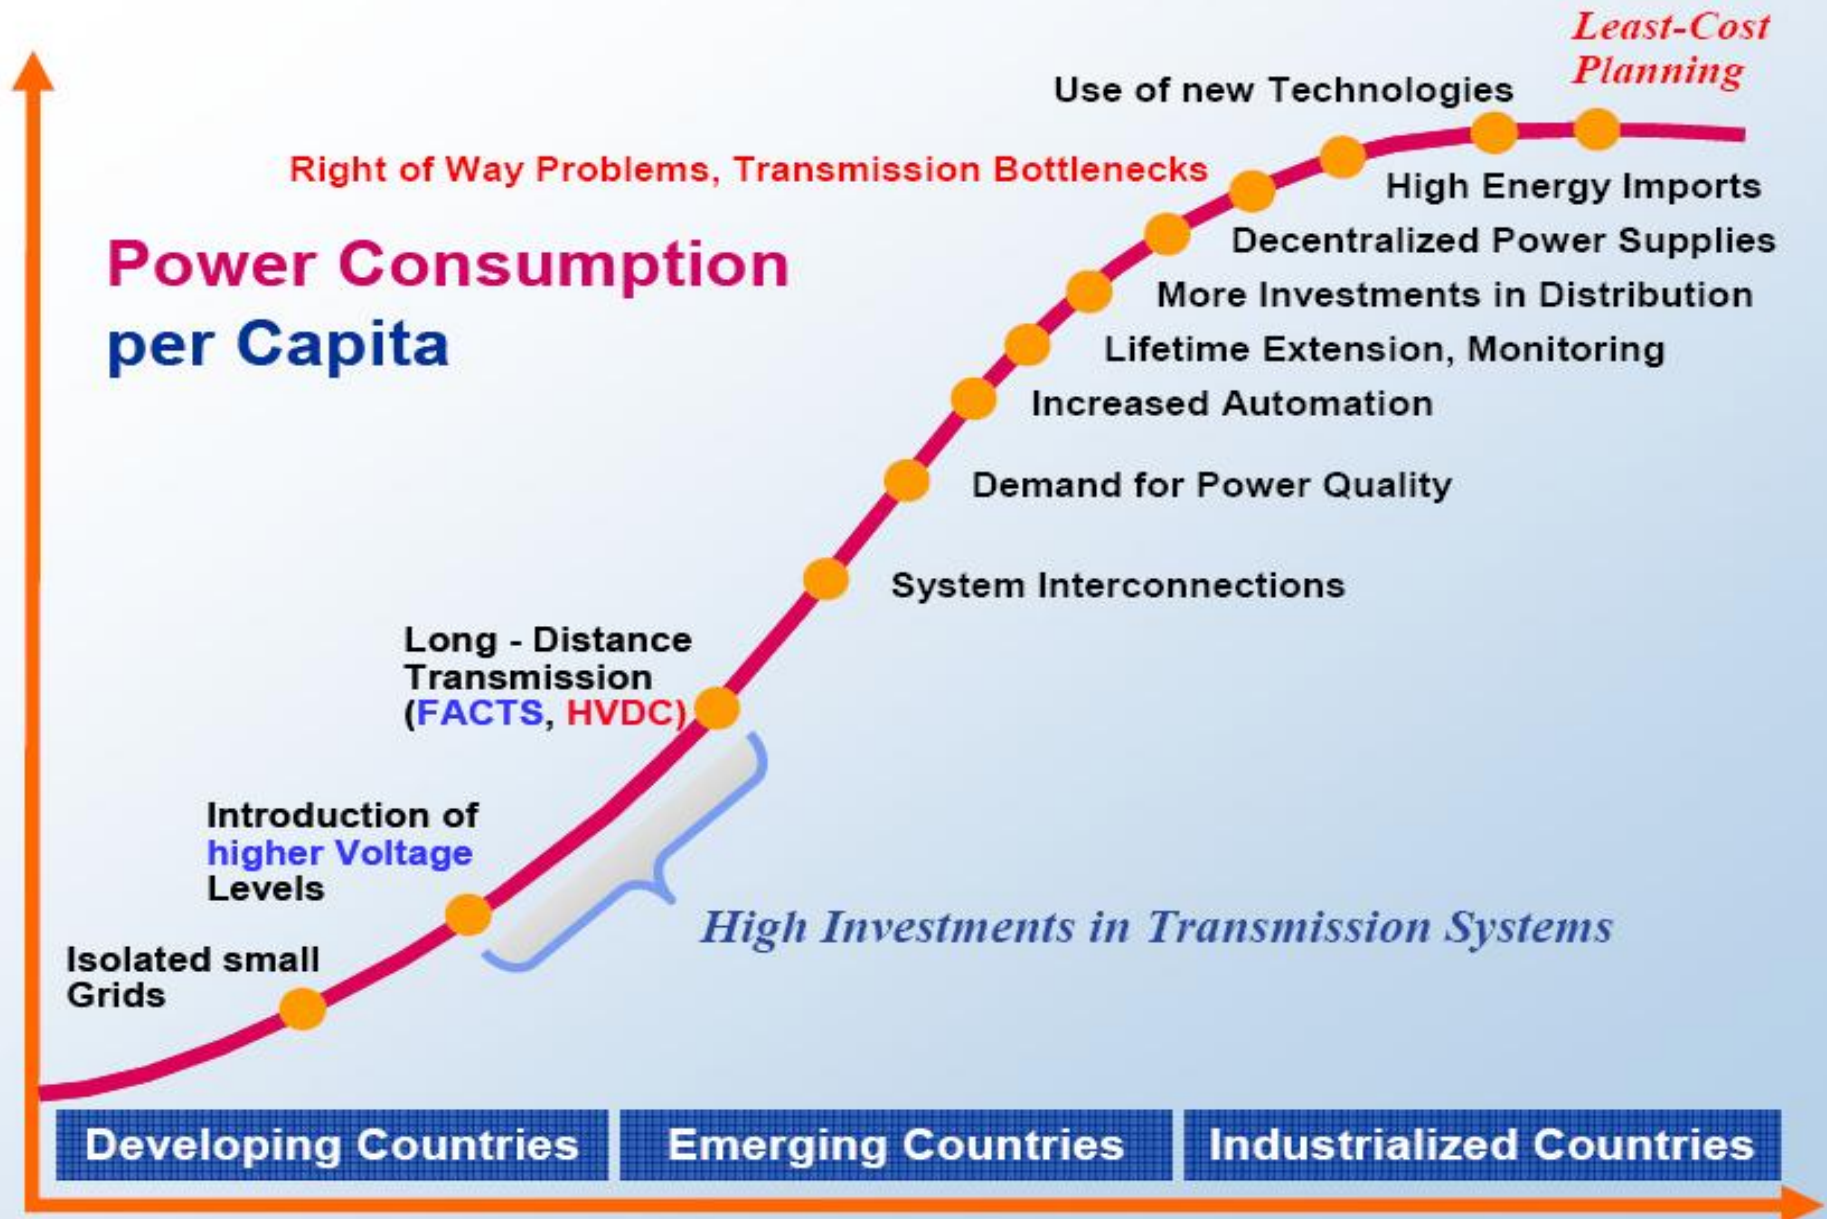 Least-Cost
Planning
Use of new Technologies
Right of Way Problems, Transmission Bottlenecks
High Energy Imports
Decentralized Power Supplies
Power Consumption
per Capita
More Investments in Distribution
Lifetime Extension, Monitoring
Increased Automation
Demand for Power Quality
System Interconnections
Long - Distance
Transmission
(FACTS, HVDC)
Introduction of
higher Voltage
Levels
High Investments in Transmission Systems
Isolated small
Grids
Developing Countries
Emerging Countries
Industrialized Countries